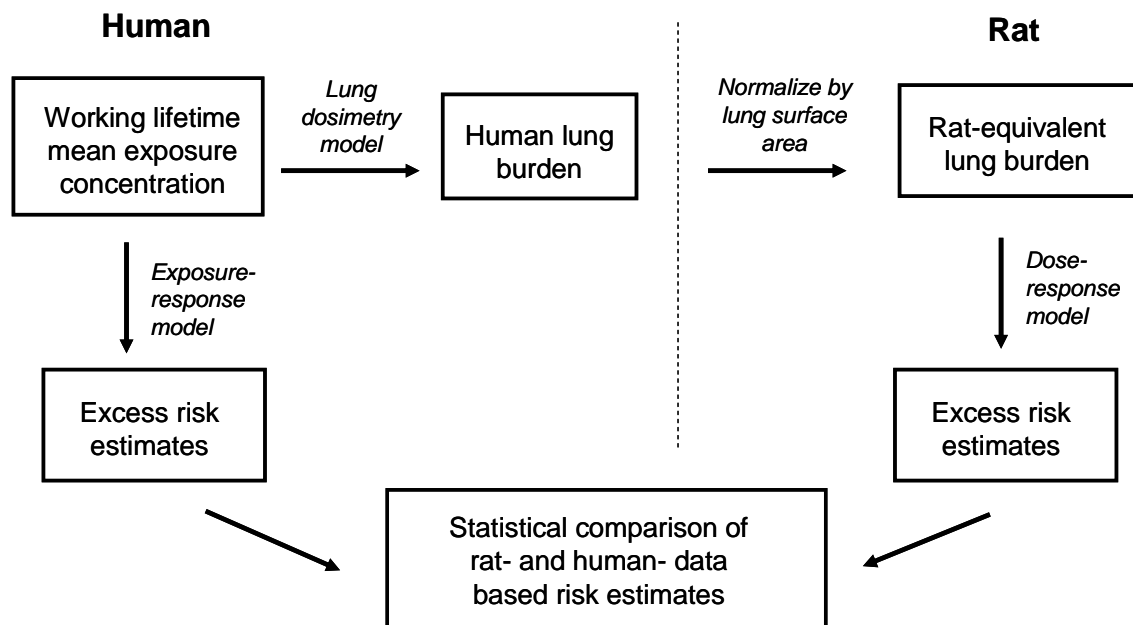 Human
Rat
Working lifetime
mean exposure
concentration
Lung
dosimetry
model
Human lung
burden
Normalize by
lung surface
area
Rat-equivalent
lung burden
Exposure-
response
model
Dose-
response
model
Excess risk
estimates
Excess risk
estimates
Statistical comparison of
rat- and human- data
based risk estimates